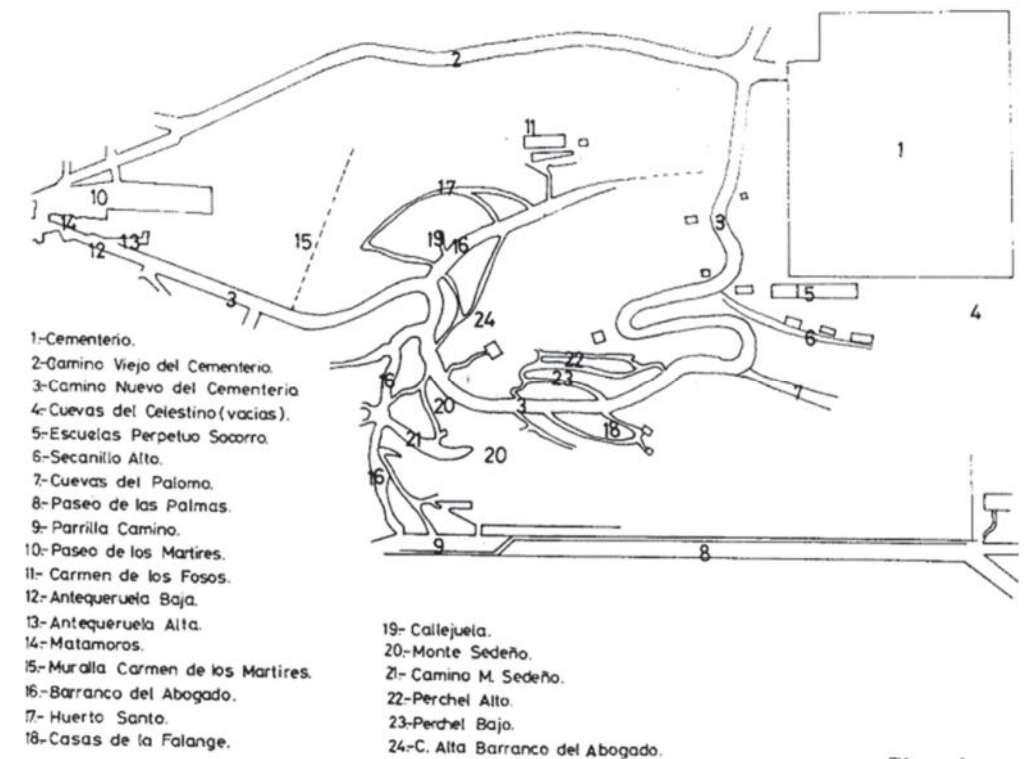 2
11
1
10
17
14
13
12
15
19
16
3
3
5
4
24
6
22
16
23
7
20
3
18
21
20
16
9
8
1.-Cementerio.
2-Camino Viejo del Cementerio.
3-Camino Nuevo del Cementerio
4-Cuevas del Celestino (vacias).
5-Escuelas Perpetuo Socorro.
6-Secanillo Alto.
7-Cuevas del Palomo.
8-Paseo de las Palmas.
9-Parrilla Camino.
10-Paseo de los Martires.
11-Carmen de los Fosos.
12-Antequeruela Baja.
13-Antequeruela Alta.
14-Matamoros.
15-Muralla Carmen de los Martires.
16-Barranco del Abogado.
17-Huerto Santo.
18-Casas de la Falange.
19-Callejuela.
20-Monte Sedeño.
21-Camino M. Sedeño.
22-Perchel Alto.
23-Perchel Bajo.
24-C. Alta Barranco del Abogado.